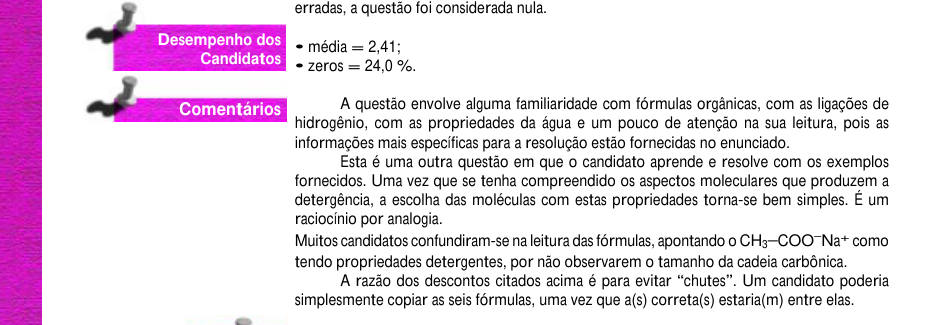 erradas, a questão foi considerada nula.
Desempenho dos
Candidatos
• média = 2,41;
• zeros = 24,0 %.
Comentários
A questão envolve alguma familiaridade com fórmulas orgânicas, com as ligações de
hidrogênio, com as propriedades da água e um pouco de atenção na sua leitura, pois as
informações mais específicas para a resolução estão fornecidas no enunciado.
Esta é uma outra questão em que o candidato aprende e resolve com os exemplos
fornecidos. Uma vez que se tenha compreendido os aspectos moleculares que produzem a
detergência, a escolha das moléculas com estas propriedades torna-se bem simples. É um
raciocínio por analogia.
Muitos candidatos confundiram-se na leitura das fórmulas, apontando o CH₃–COO⁻Na⁺ como
tendo propriedades detergentes, por não observarem o tamanho da cadeia carbônica.
A razão dos descontos citados acima é para evitar “chutes”. Um candidato poderia
simplesmente copiar as seis fórmulas, uma vez que a(s) correta(s) estaria(m) entre elas.